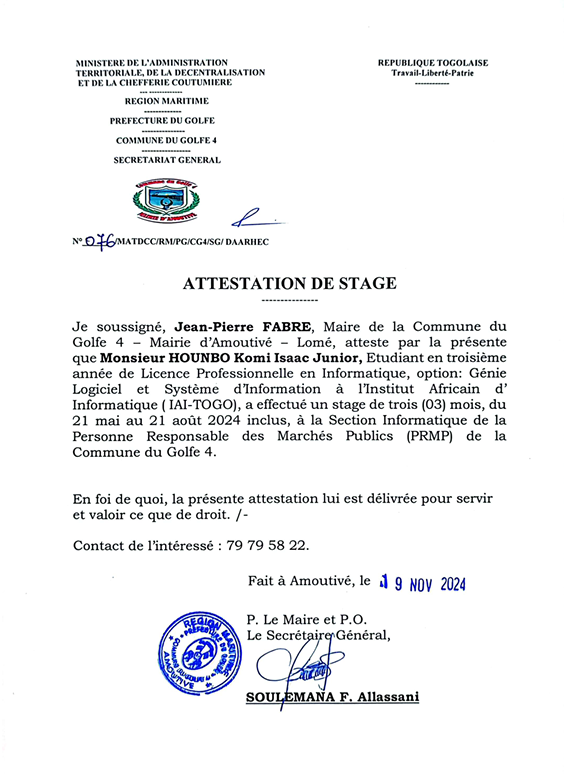 MINISTERE DE L'ADMINISTRATION
TERRITORIALE, DE LA DECENTRALISATION
ET DE LA CHEFFERIE COUTUMIERE
--- ------------
REGION MARITIME
-------------
PREFECTURE DU GOLFE
---------------
COMMUNE DU GOLFE 4
-----------------
SECRETARIAT GENERAL
REPUBLIQUE TOGOLAISE
Travail-Liberté-Patrie
------------
Commune du Golfe 4
MAIRIE D'AMOUTIVE
N° 076/MATDCC/RM/PG/CG4/SG/ DAARHEC
ATTESTATION DE STAGE
---------------
Je soussigné, Jean-Pierre FABRE, Maire de la Commune du
Golfe 4 – Mairie d'Amoutivé – Lomé, atteste par la présente
que Monsieur HOUNBO Komi Isaac Junior, Etudiant en troisième
année de Licence Professionnelle en Informatique, option: Génie
Logiciel et Système d'Information à l'Institut Africain d'
Informatique ( IAI-TOGO), a effectué un stage de trois (03) mois, du
21 mai au 21 août 2024 inclus, à la Section Informatique de la
Personne Responsable des Marchés Publics (PRMP) de la
Commune du Golfe 4.
En foi de quoi, la présente attestation lui est délivrée pour servir
et valoir ce que de droit. /-
Contact de l'intéressé : 79 79 58 22.
Fait à Amoutivé, le 19 NOV 2024
P. Le Maire et P.O.
Le Secrétaire Général,
REGION MARITIME
PREFECTURE DU GOLFE
AMOUTIVE
SOULEMANA F. Allassani